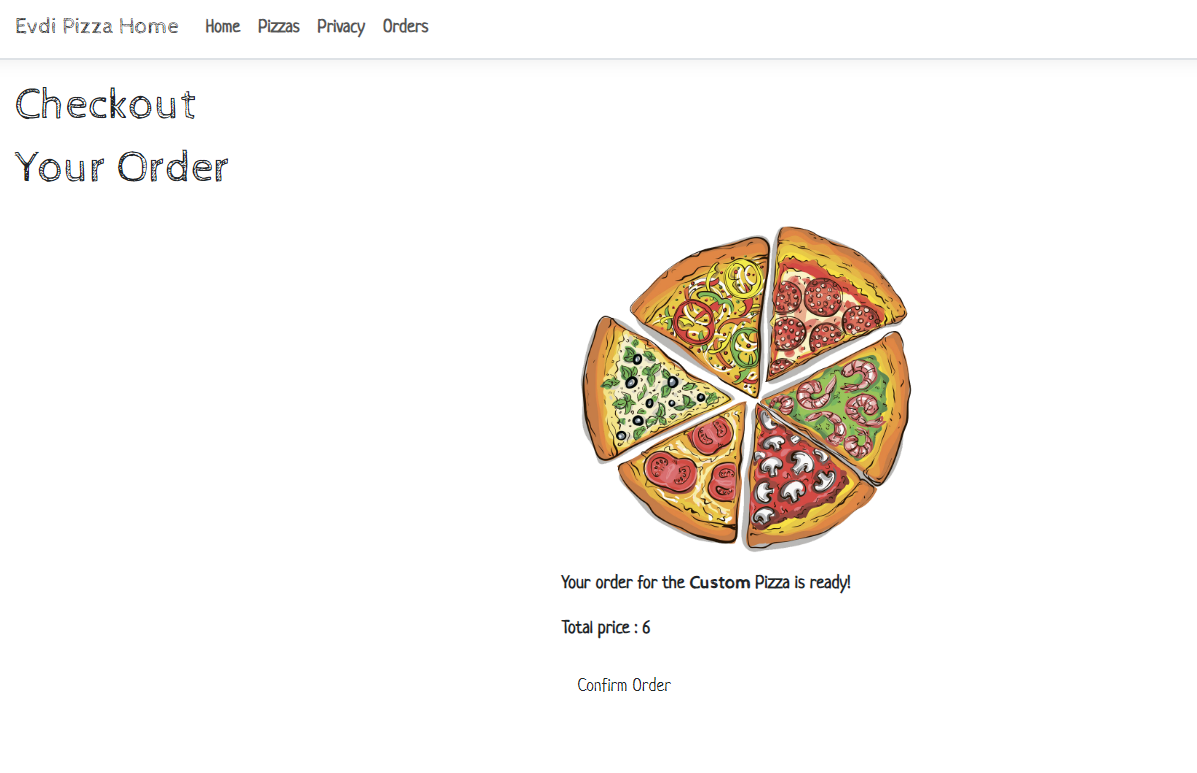 Evdi Pizza Home Home Pizzas Privacy Orders
Checkout
Your Order
Your order for the Custom Pizza is ready!
Total price : 6
Confirm Order